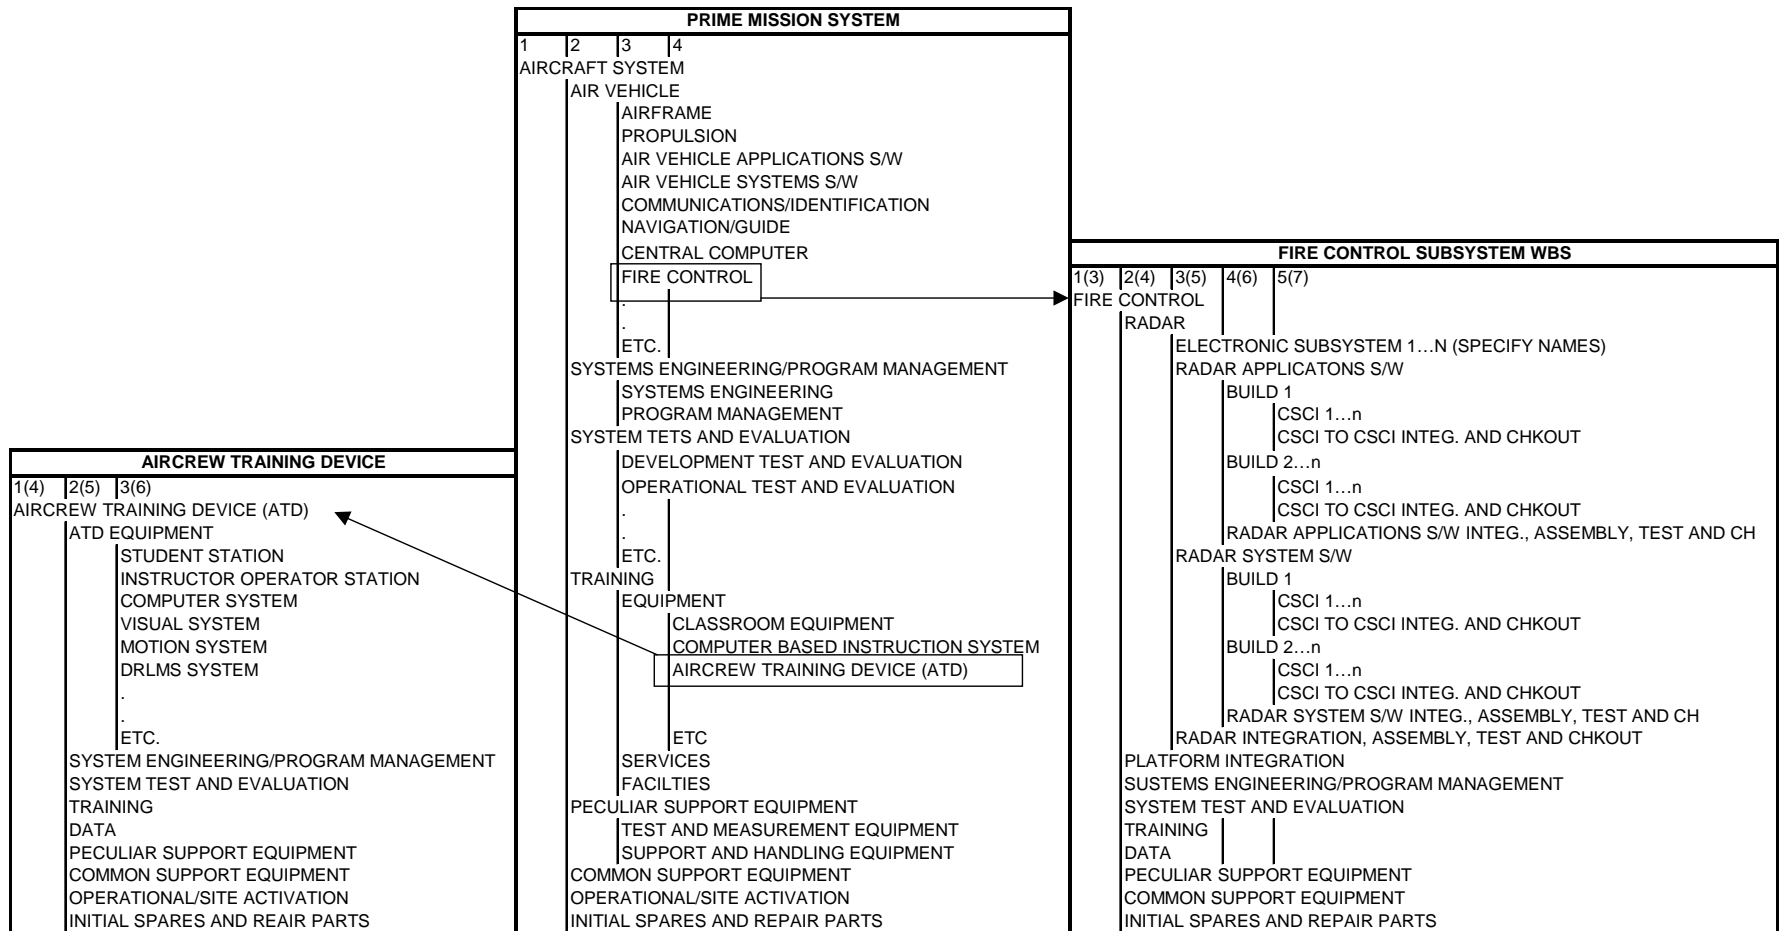 PRIME MISSION SYSTEM
1 2 3 4
AIRCRAFT SYSTEM
AIR VEHICLE
AIRFRAME
PROPULSION
AIR VEHICLE APPLICATIONS S/W
AIR VEHICLE SYSTEMS S/W
COMMUNICATIONS/IDENTIFICATION
NAVIGATION/GUIDE
CENTRAL COMPUTER
FIRE CONTROL
.
.
ETC.
SYSTEMS ENGINEERING/PROGRAM MANAGEMENT
SYSTEMS ENGINEERING
PROGRAM MANAGEMENT
SYSTEM TETS AND EVALUATION
DEVELOPMENT TEST AND EVALUATION
OPERATIONAL TEST AND EVALUATION
.
.
ETC.
TRAINING
EQUIPMENT
CLASSROOM EQUIPMENT
COMPUTER BASED INSTRUCTION SYSTEM
AIRCREW TRAINING DEVICE (ATD)
ETC
SERVICES
FACILTIES
PECULIAR SUPPORT EQUIPMENT
TEST AND MEASUREMENT EQUIPMENT
SUPPORT AND HANDLING EQUIPMENT
COMMON SUPPORT EQUIPMENT
OPERATIONAL/SITE ACTIVATION
INITIAL SPARES AND REPAIR PARTS
FIRE CONTROL SUBSYSTEM WBS
1(3) 2(4) 3(5) 4(6) 5(7)
FIRE CONTROL
RADAR
ELECTRONIC SUBSYSTEM 1…N (SPECIFY NAMES)
RADAR APPLICATONS S/W
BUILD 1
CSCI 1…n
CSCI TO CSCI INTEG. AND CHKOUT
BUILD 2…n
CSCI 1…n
CSCI TO CSCI INTEG. AND CHKOUT
RADAR APPLICATIONS S/W INTEG., ASSEMBLY, TEST AND CH
RADAR SYSTEM S/W
BUILD 1
CSCI 1…n
CSCI TO CSCI INTEG. AND CHKOUT
BUILD 2…n
CSCI 1…n
CSCI TO CSCI INTEG. AND CHKOUT
RADAR SYSTEM S/W INTEG., ASSEMBLY, TEST AND CH
RADAR INTEGRATION, ASSEMBLY, TEST AND CHKOUT
PLATFORM INTEGRATION
SUSTEMS ENGINEERING/PROGRAM MANAGEMENT
SYSTEM TEST AND EVALUATION
TRAINING
DATA
PECULIAR SUPPORT EQUIPMENT
COMMON SUPPORT EQUIPMENT
INITIAL SPARES AND REPAIR PARTS
AIRCREW TRAINING DEVICE
1(4) 2(5) 3(6)
AIRCREW TRAINING DEVICE (ATD)
ATD EQUIPMENT
STUDENT STATION
INSTRUCTOR OPERATOR STATION
COMPUTER SYSTEM
VISUAL SYSTEM
MOTION SYSTEM
DRLMS SYSTEM
.
.
ETC.
SYSTEM ENGINEERING/PROGRAM MANAGEMENT
SYSTEM TEST AND EVALUATION
TRAINING
DATA
PECULIAR SUPPORT EQUIPMENT
COMMON SUPPORT EQUIPMENT
OPERATIONAL/SITE ACTIVATION
INITIAL SPARES AND REAIR PARTS